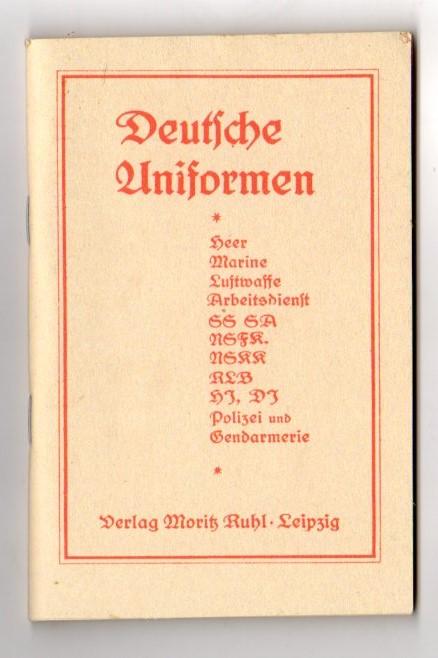 Deutsche
Uniformen
*
Heer
Marine
Luftwaffe
Arbeitsdienst
SS SA
NSFK.
NSKK
RLB
HJ, DJ
Polizei und
Gendarmerie
*
Verlag Moritz Ruhl · Leipzig